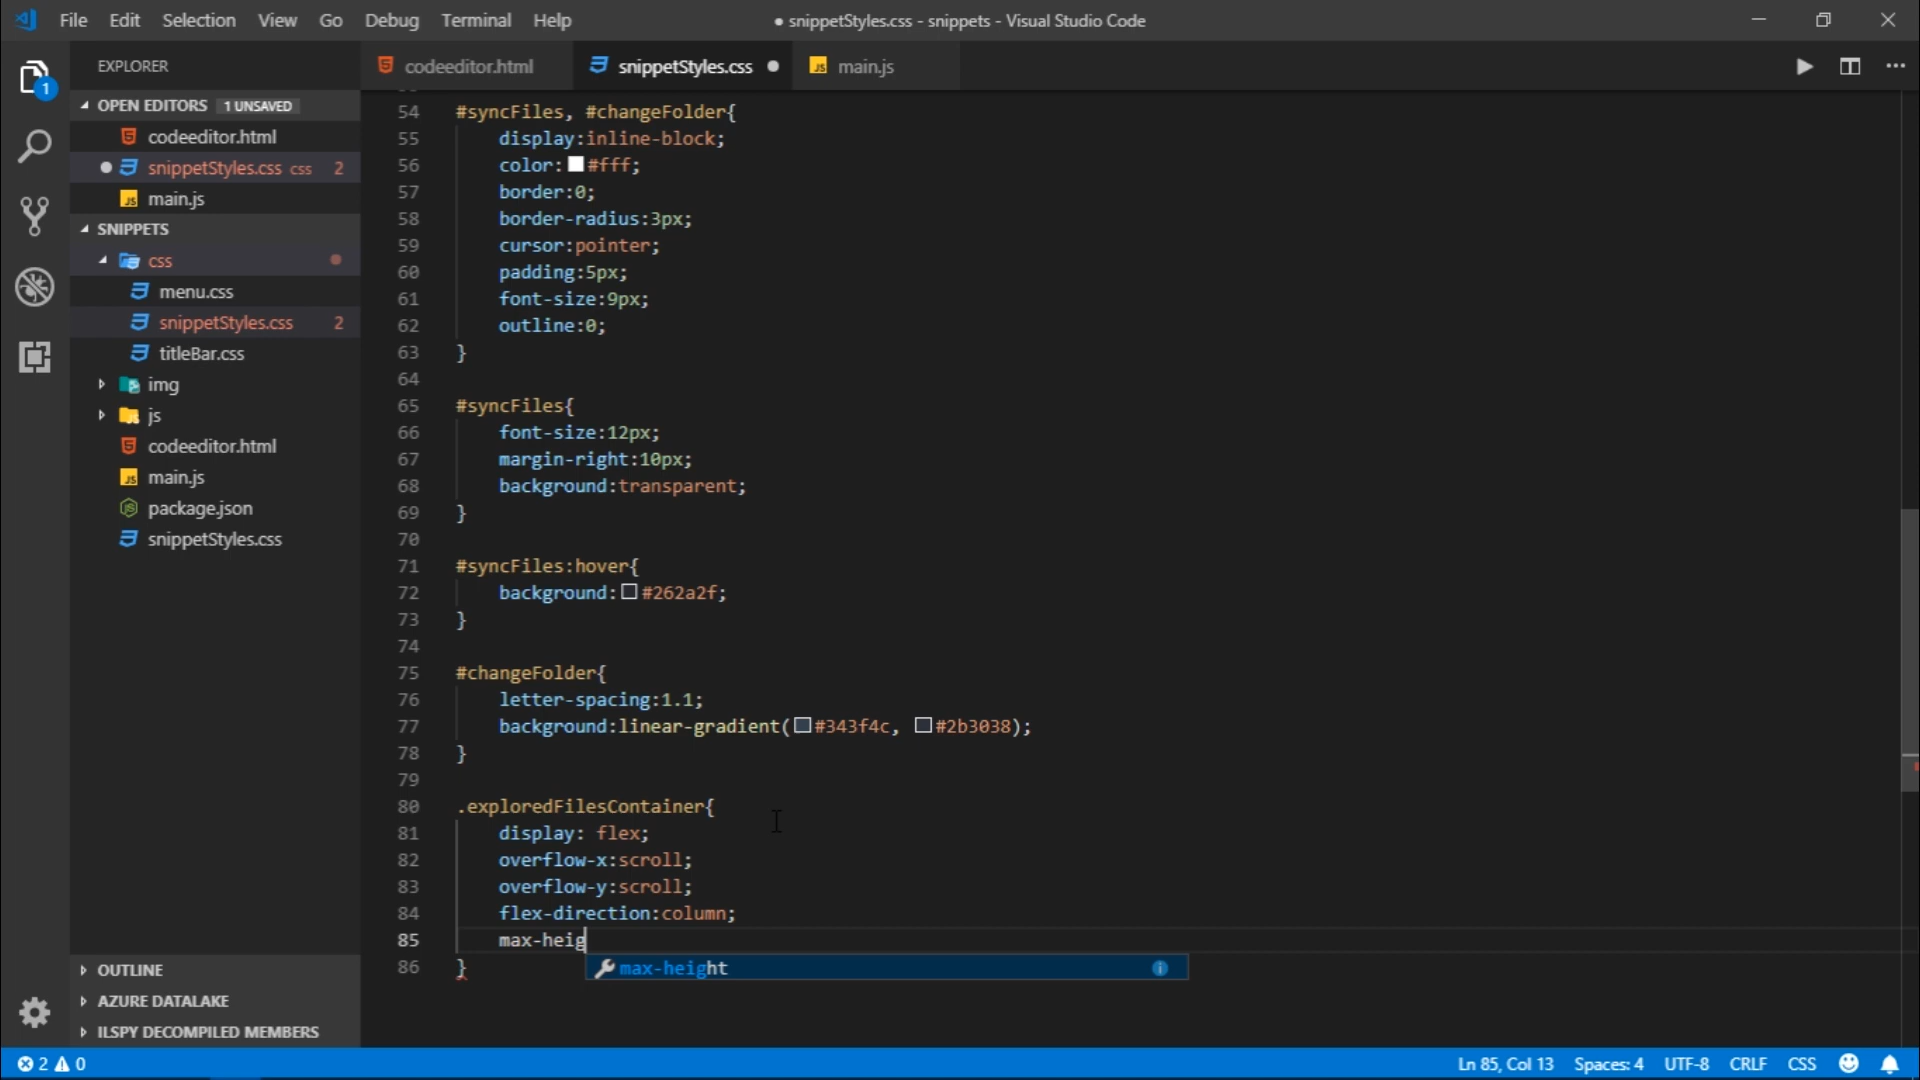 File Edit Selection View Go Debug Terminal Help
● snippetStyles.css - snippets - Visual Studio Code
EXPLORER
OPEN EDITORS 1 UNSAVED
codeeditor.html
snippetStyles.css css 2
main.js
SNIPPETS
css
menu.css
snippetStyles.css 2
titleBar.css
img
js
codeeditor.html
main.js
package.json
snippetStyles.css
OUTLINE
AZURE DATALAKE
ILSPY DECOMPILED MEMBERS
1
codeeditor.html snippetStyles.css ● main.js
54 #syncFiles, #changeFolder{
55 display:inline-block;
56 color:#fff;
57 border:0;
58 border-radius:3px;
59 cursor:pointer;
60 padding:5px;
61 font-size:9px;
62 outline:0;
63 }
64
65 #syncFiles{
66 font-size:12px;
67 margin-right:10px;
68 background:transparent;
69 }
70
71 #syncFiles:hover{
72 background:#262a2f;
73 }
74
75 #changeFolder{
76 letter-spacing:1.1;
77 background:linear-gradient(#343f4c, #2b3038);
78 }
79
80 .exploredFilesContainer{
81 display: flex;
82 overflow-x:scroll;
83 overflow-y:scroll;
84 flex-direction:column;
85 max-heig
86 }
max-height
2 0
Ln 85, Col 13 Spaces: 4 UTF-8 CRLF CSS